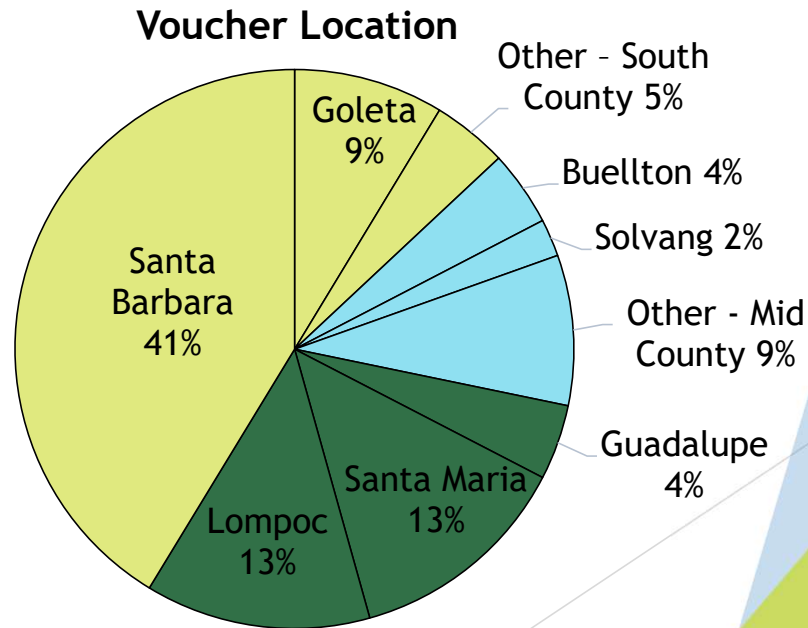 Voucher Location
Goleta
9%
Other – South
County 5%
Buellton 4%
Solvang 2%
Other - Mid
County 9%
Guadalupe
4%
Santa Maria
13%
Lompoc
13%
Santa
Barbara
41%